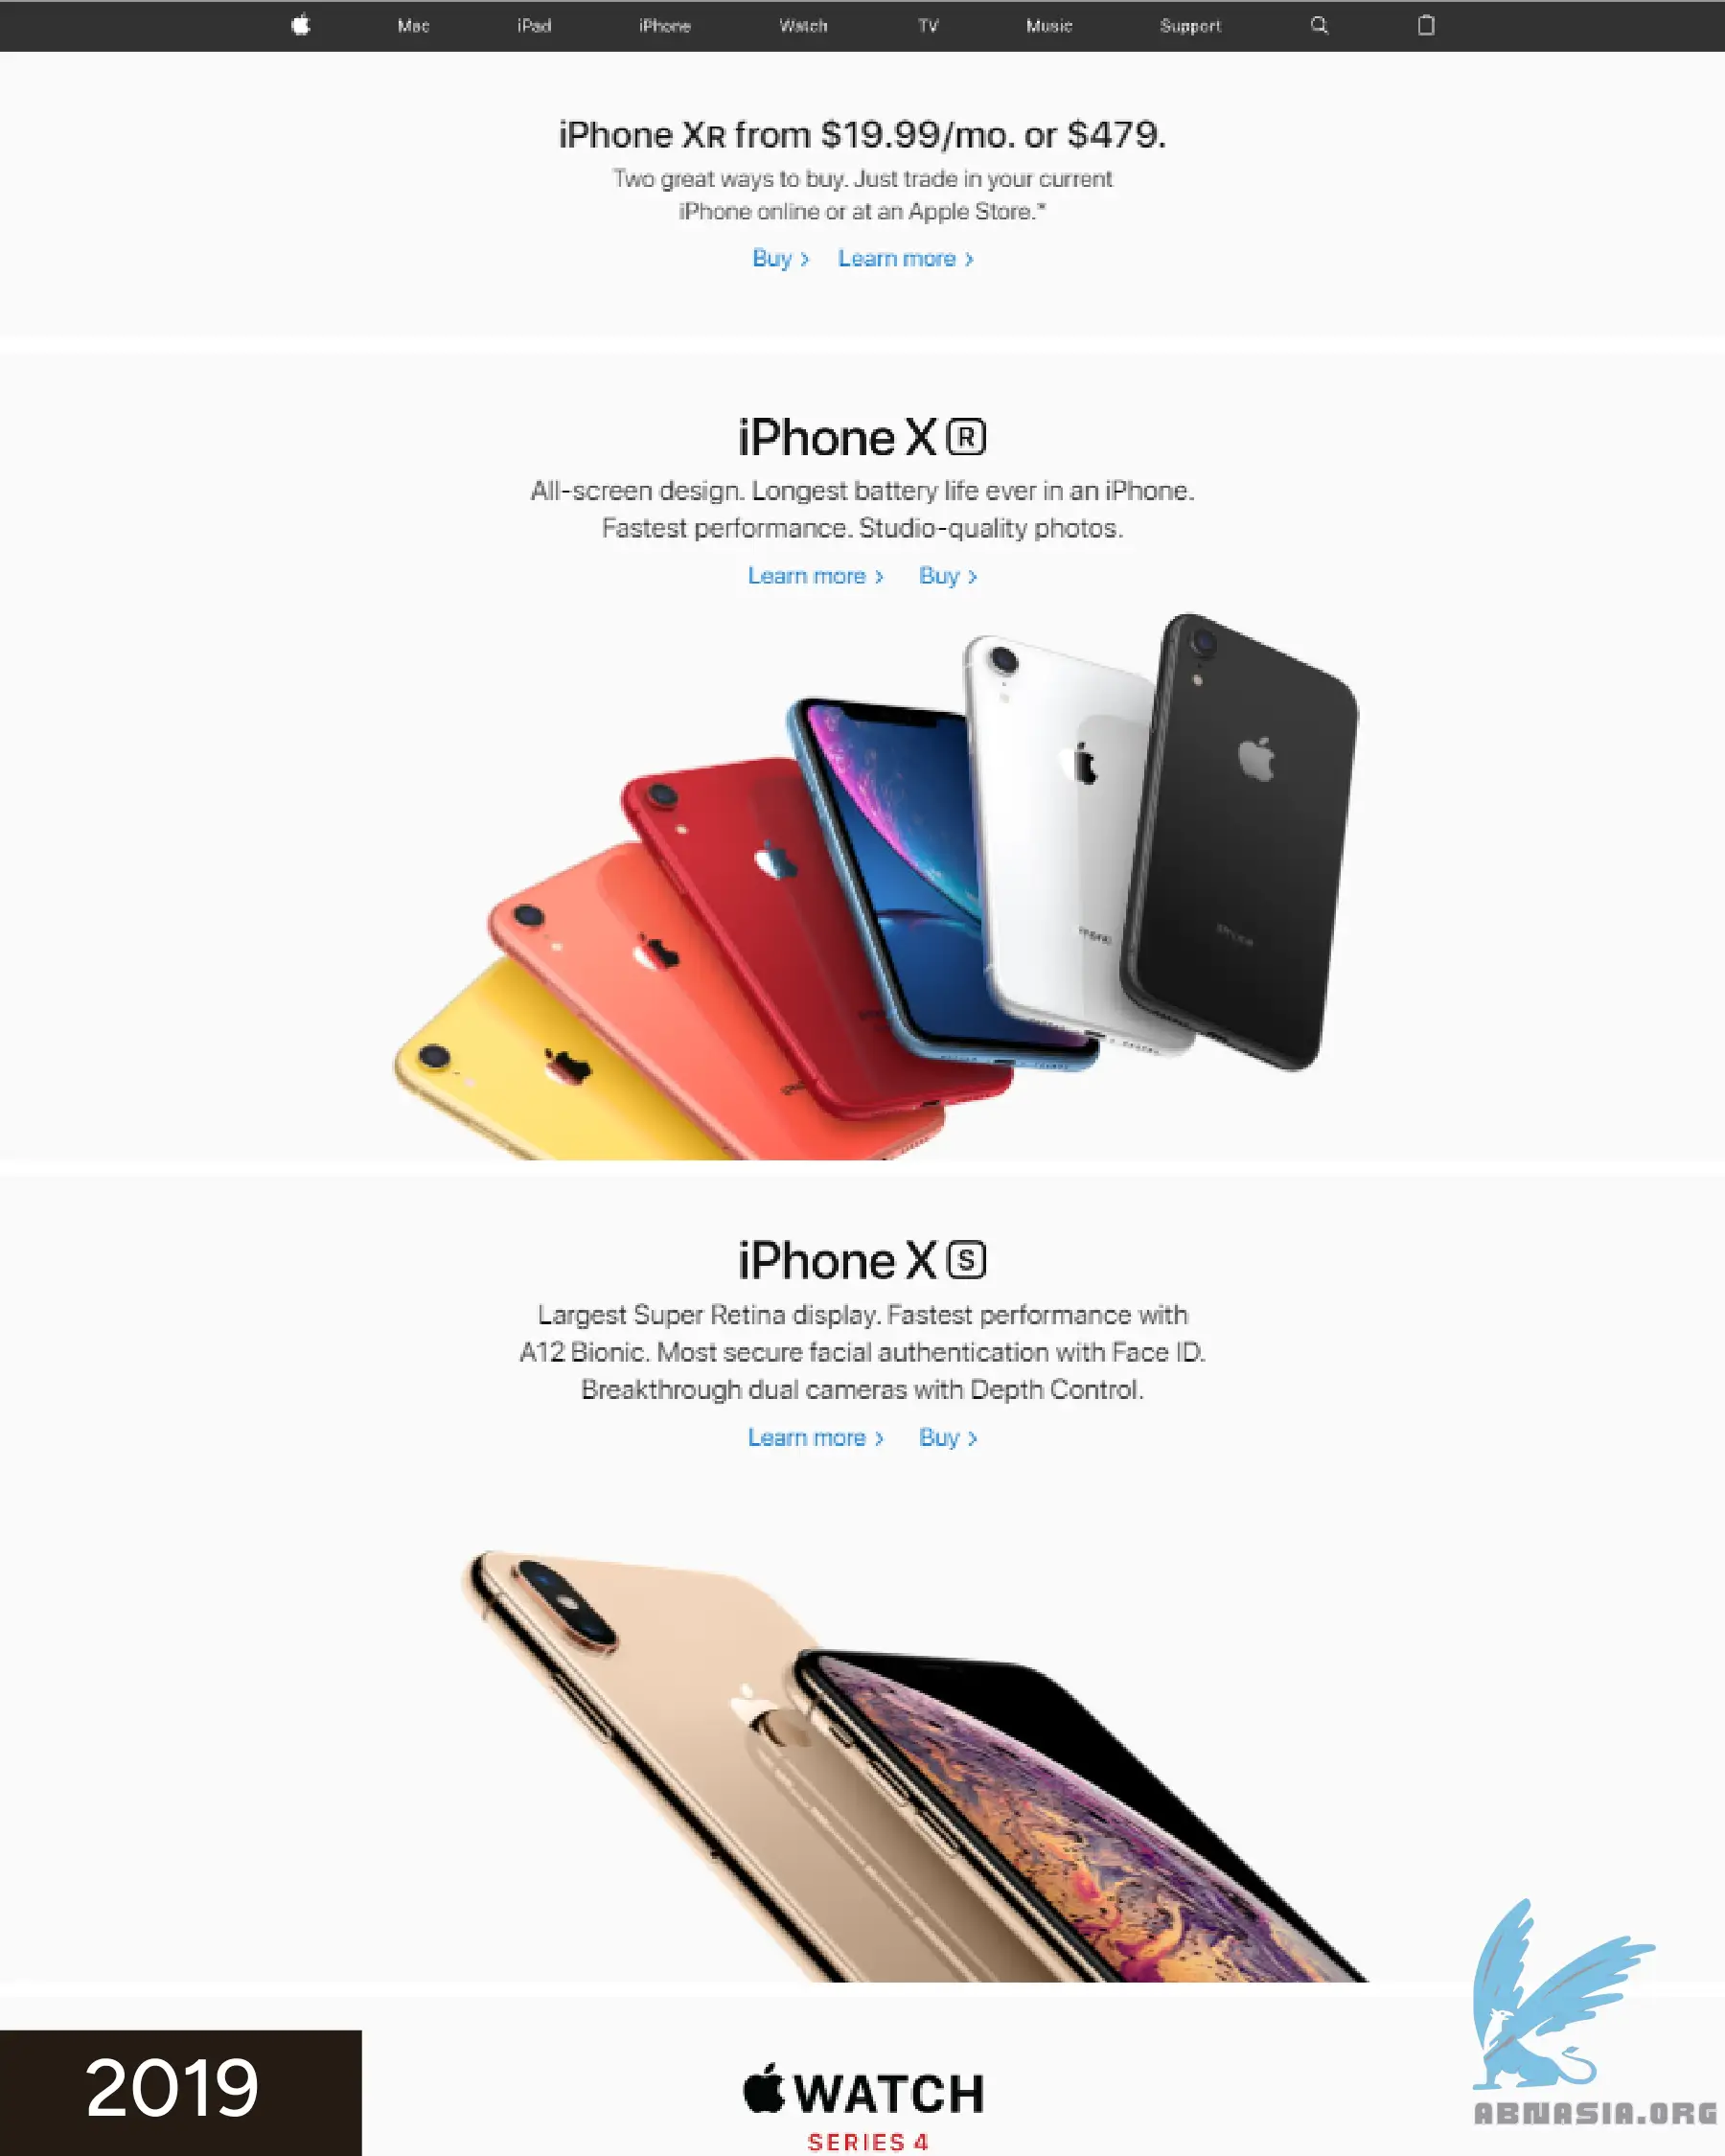 Mac iPad iPhone Watch TV Music Support
iPhone XR from $19.99/mo. or $479.
Two great ways to buy. Just trade in your current
iPhone online or at an Apple Store.*
Buy > Learn more >
iPhone X R
All-screen design. Longest battery life ever in an iPhone.
Fastest performance. Studio-quality photos.
Learn more > Buy >
iPhone X S
Largest Super Retina display. Fastest performance with
A12 Bionic. Most secure facial authentication with Face ID.
Breakthrough dual cameras with Depth Control.
Learn more > Buy >
2019
WATCH
SERIES 4
ABNASIA.ORG